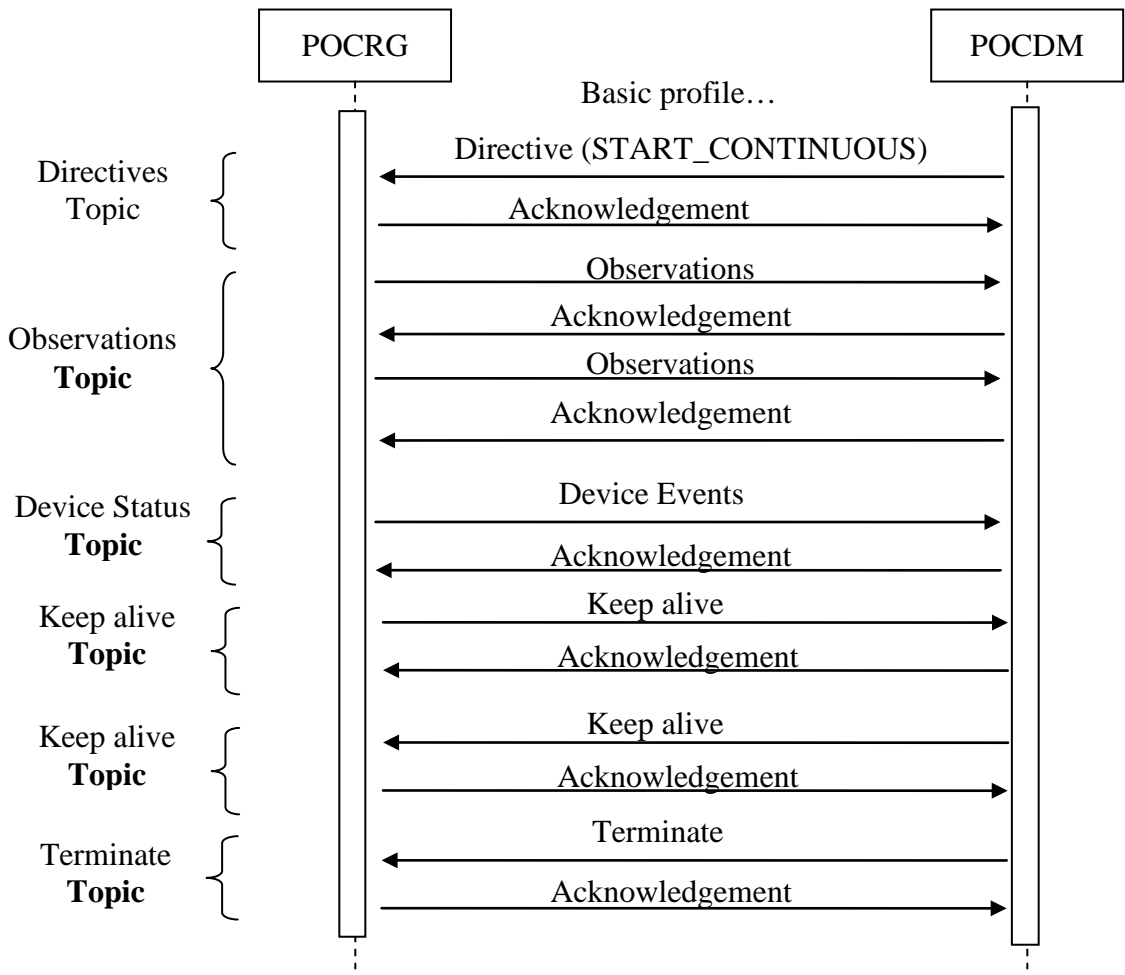 POCRG
POCDM
Basic profile…
Directive (START_CONTINUOUS)
Directives
Topic
Acknowledgement
Observations
Acknowledgement
Observations
Topic
Observations
Acknowledgement
Device Events
Device Status
Topic
Acknowledgement
Keep alive
Keep alive
Topic
Acknowledgement
Keep alive
Keep alive
Topic
Acknowledgement
Terminate
Terminate
Topic
Acknowledgement